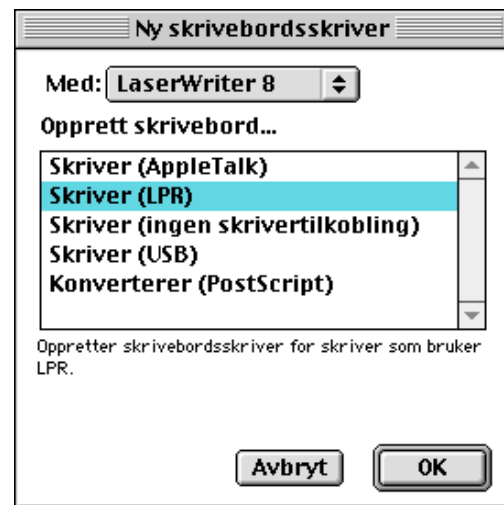 Ny skrivebordsskriver
Med: LaserWriter 8
Opprett skrivebord...
Skriver (AppleTalk)
Skriver (LPR)
Skriver (ingen skrivertilkobling)
Skriver (USB)
Konverterer (PostScript)
Oppretter skrivebordsskriver for skriver som bruker
LPR.
Avbryt OK